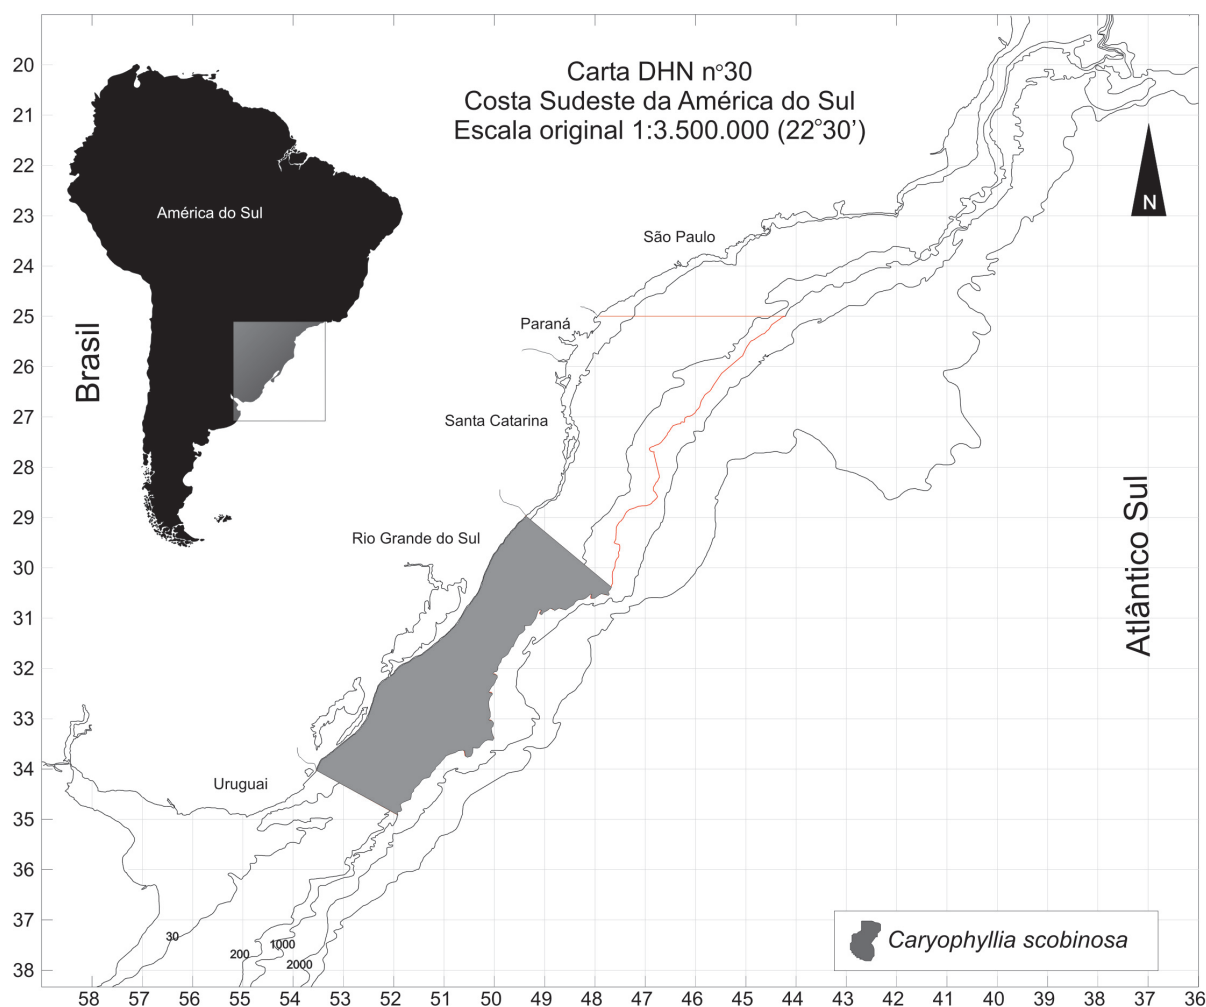 Carta DHN n°30
Costa Sudeste da América do Sul
Escala original 1:3.500.000 (22°30’)
20
21
22
23
24
25
26
27
28
29
30
31
32
33
34
35
36
37
38
América do Sul
Brasil
N
São Paulo
Paraná
Santa Catarina
Rio Grande do Sul
Uruguai
Atlântico Sul
30
200
1000
2000
Caryophyllia scobinosa
58 57 56 55 54 53 52 51 50 49 48 47 46 45 44 43 42 41 40 39 38 37 36